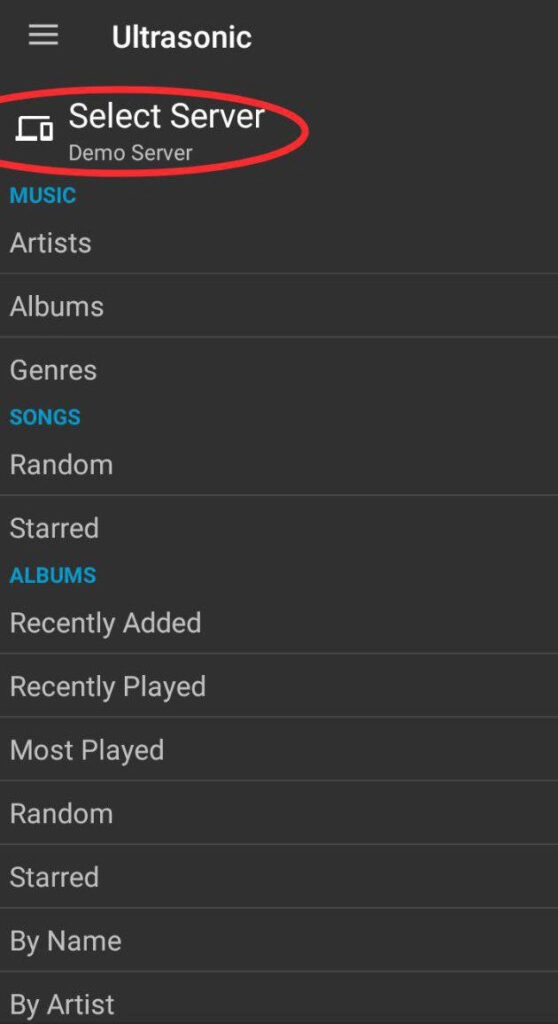 Ultrasonic
Select Server
Demo Server
MUSIC
Artists
Albums
Genres
SONGS
Random
Starred
ALBUMS
Recently Added
Recently Played
Most Played
Random
Starred
By Name
By Artist